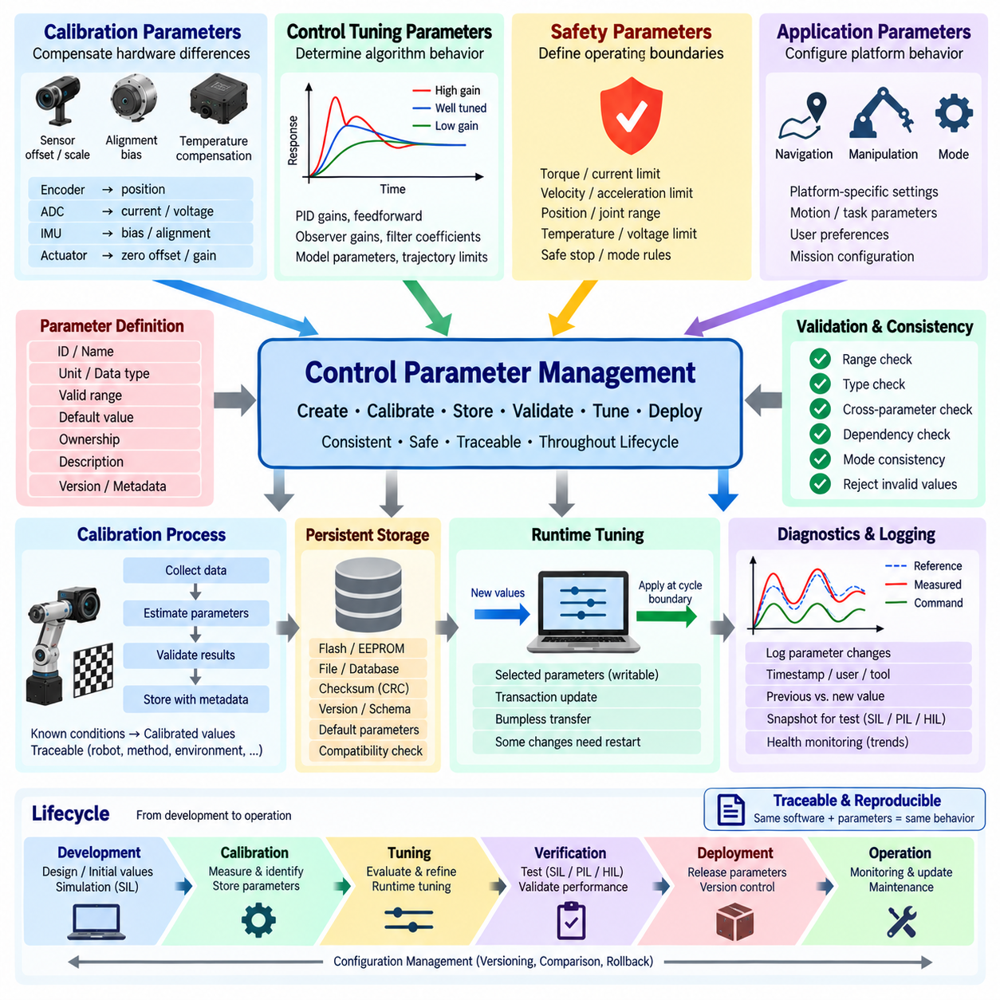 Calibration Parameters
Compensate hardware differences
Sensor
offset / scale
Alignment
bias
Temperature
compensation
Encoder → position
ADC → current / voltage
IMU → bias / alignment
Actuator → zero offset / gain
Control Tuning Parameters
Determine algorithm behavior
Response
High gain
Well tuned
Low gain
Time
PID gains, feedforward
Observer gains, filter coefficients
Model parameters, trajectory limits
Safety Parameters
Define operating boundaries
Torque / current limit
Velocity / acceleration limit
Position / joint range
Temperature / voltage limit
Safe stop / mode rules
Application Parameters
Configure platform behavior
Navigation
Manipulation
Mode
Platform-specific settings
Motion / task parameters
User preferences
Mission configuration
Parameter Definition
ID / Name
Unit / Data type
Valid range
Default value
Ownership
Description
Version / Metadata
Control Parameter Management
Create • Calibrate • Store • Validate • Tune • Deploy
Consistent • Safe • Traceable • Throughout Lifecycle
Validation & Consistency
Range check
Type check
Cross-parameter check
Dependency check
Mode consistency
Reject invalid values
Calibration Process
Collect data
Estimate parameters
Validate results
Store with metadata
Known conditions → Calibrated values
Traceable (robot, method, environment, ...)
Persistent Storage
Flash / EEPROM
File / Database
Checksum (CRC)
Version / Schema
Default parameters
Compatibility check
Runtime Tuning
New values
Apply at cycle
boundary
Selected parameters (writable)
Transaction update
Bumpless transfer
Some changes need restart
Diagnostics & Logging
Reference
Measured
Command
Log parameter changes
Timestamp / user / tool
Previous vs. new value
Snapshot for test (SIL / PIL / HIL)
Health monitoring (trends)
Lifecycle
From development to operation
Traceable & Reproducible
Same software + parameters = same behavior
Development
Design / Initial values
Simulation (SIL)
Calibration
Measure & identify
Store parameters
Tuning
Evaluate & refine
Runtime tuning
Verification
Test (SIL / PIL / HIL)
Validate performance
Deployment
Release parameters
Version control
Operation
Monitoring & update
Maintenance
Configuration Management (Versioning, Comparison, Rollback)